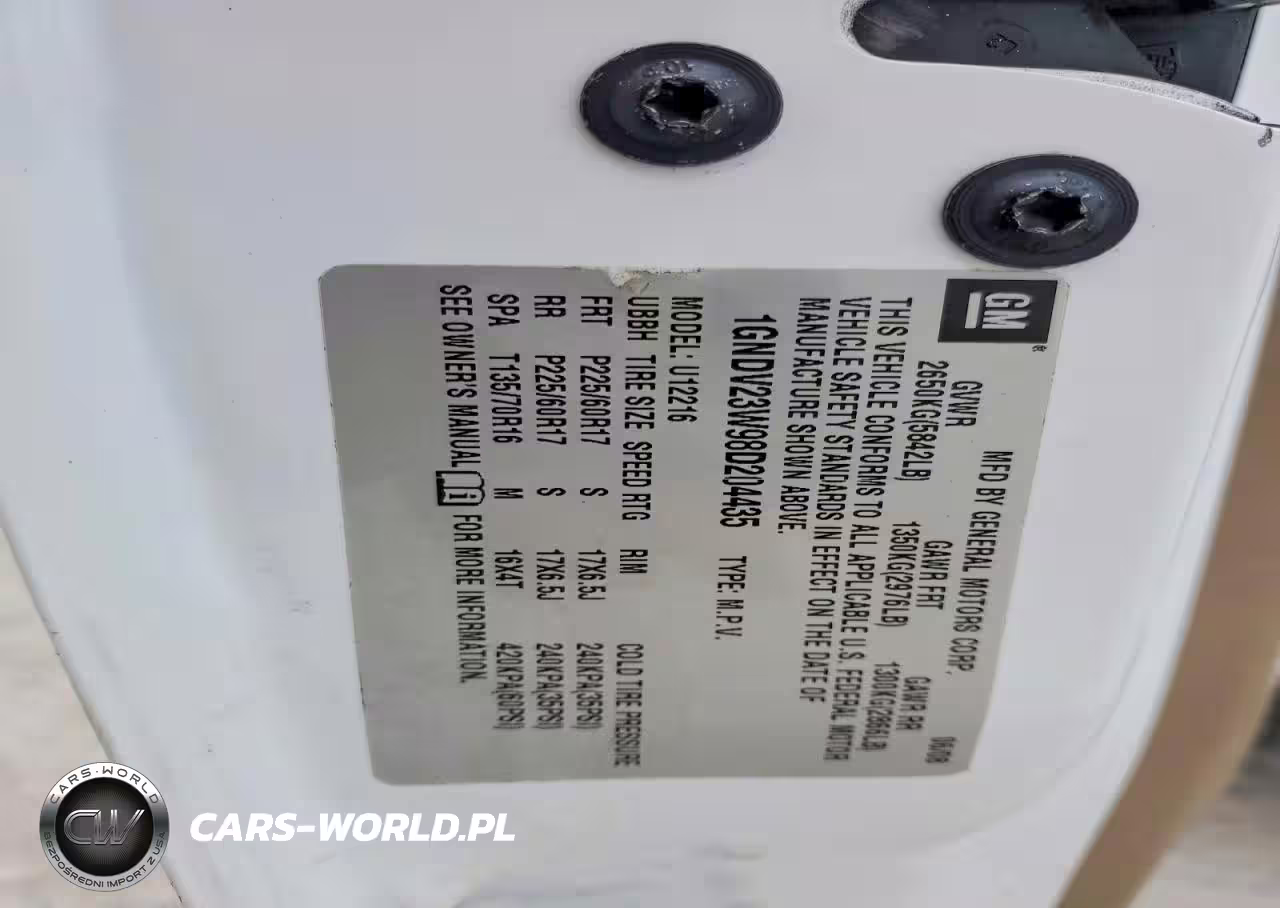 GM
MFD BY GENERAL MOTORS CORP. 06/08
GVWR GAWR FRT GAWR RR
2650KG(5842LB) 1350KG(2976LB) 1300KG(2866LB)
THIS VEHICLE CONFORMS TO ALL APPLICABLE U.S. FEDERAL MOTOR
VEHICLE SAFETY STANDARDS IN EFFECT ON THE DATE OF
MANUFACTURE SHOWN ABOVE.
1GNDV23W98D204435 TYPE: M.P.V.
MODEL: U12216
UBBH TIRE SIZE SPEED RTG RIM COLD TIRE PRESSURE
FRT P225/60R17 S 17X6.5J 240KPA(35PSI)
RR P225/60R17 S 17X6.5J 240KPA(35PSI)
SPA T135/70R16 M 16X4T 420KPA(60PSI)
SEE OWNER'S MANUAL FOR MORE INFORMATION.
CARS-WORLD
CW
BEZPOŚREDNI IMPORT Z USA
CARS-WORLD.PL